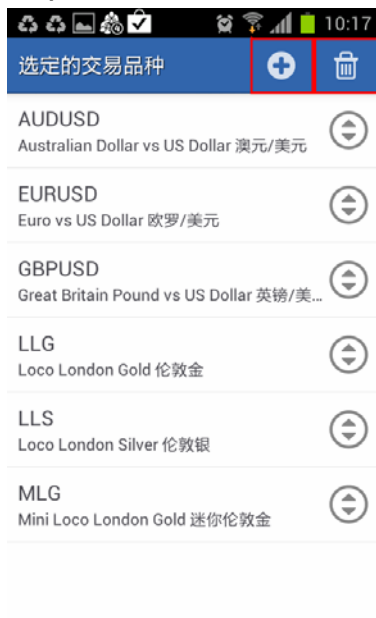 10:17
选定的交易品种
AUDUSD
Australian Dollar vs US Dollar 澳元/美元
EURUSD
Euro vs US Dollar 欧罗/美元
GBPUSD
Great Britain Pound vs US Dollar 英镑/美...
LLG
Loco London Gold 伦敦金
LLS
Loco London Silver 伦敦银
MLG
Mini Loco London Gold 迷你伦敦金